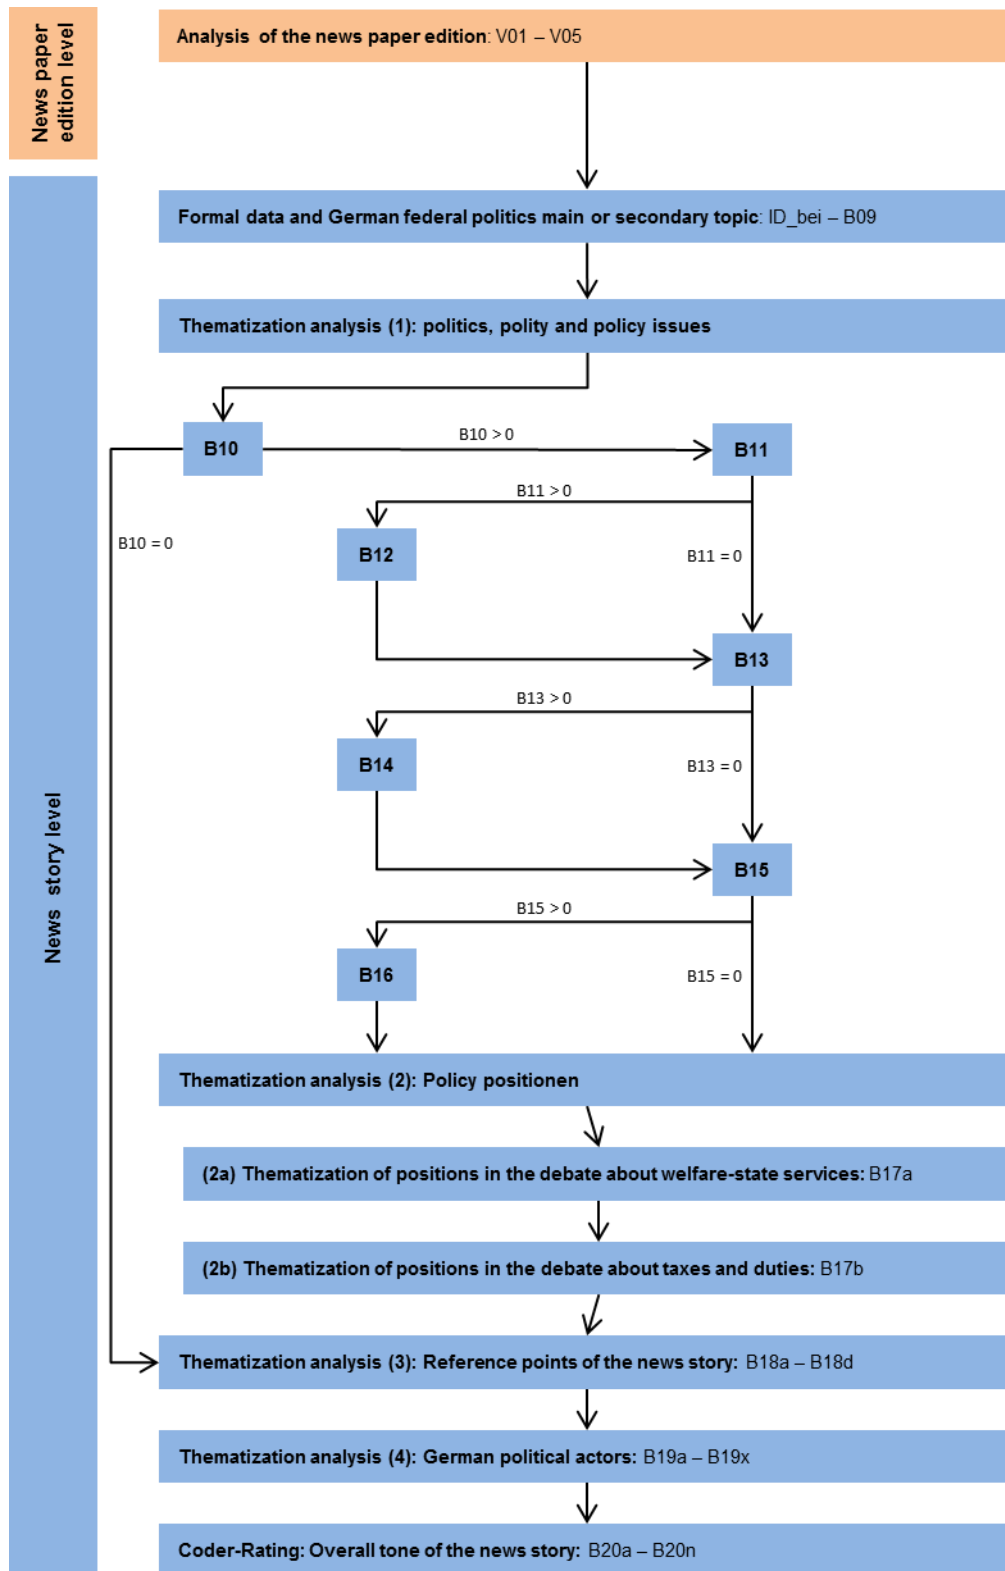 News paper
edition level
Analysis of the news paper edition: V01 – V05
News story level
Formal data and German federal politics main or secondary topic: ID_bei – B09
Thematization analysis (1): politics, polity and policy issues
B10
B10 > 0
B11
B11 > 0
B10 = 0
B12
B11 = 0
B13
B13 > 0
B14
B13 = 0
B15
B15 > 0
B16
B15 = 0
Thematization analysis (2): Policy positionen
(2a) Thematization of positions in the debate about welfare-state services: B17a
(2b) Thematization of positions in the debate about taxes and duties: B17b
Thematization analysis (3): Reference points of the news story: B18a – B18d
Thematization analysis (4): German political actors: B19a – B19x
Coder-Rating: Overall tone of the news story: B20a – B20n